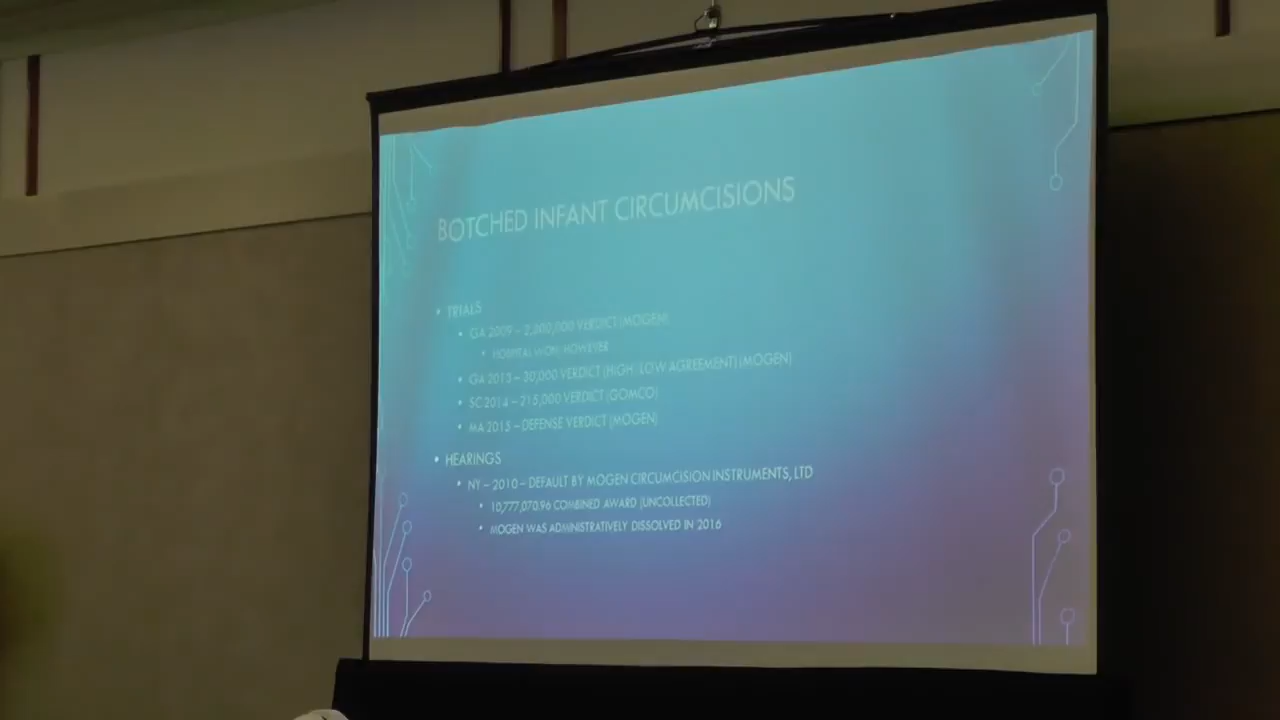 BOTCHED INFANT CIRCUMCISIONS
• TRIALS
• GA 2009 – 2,000,000 VERDICT (MOGEN)
• HOSPITAL WON, HOWEVER
• GA 2013 – 30,000 VERDICT (HIGH/LOW AGREEMENT) (MOGEN)
• SC 2014 – 215,000 VERDICT (GOMCO)
• MA 2015 – DEFENSE VERDICT (MOGEN)
• HEARINGS
• NY – 2010 – DEFAULT BY MOGEN CIRCUMCISION INSTRUMENTS, LTD
• 10,777,070.96 COMBINED AWARD (UNCOLLECTED)
• MOGEN WAS ADMINISTRATIVELY DISSOLVED IN 2016